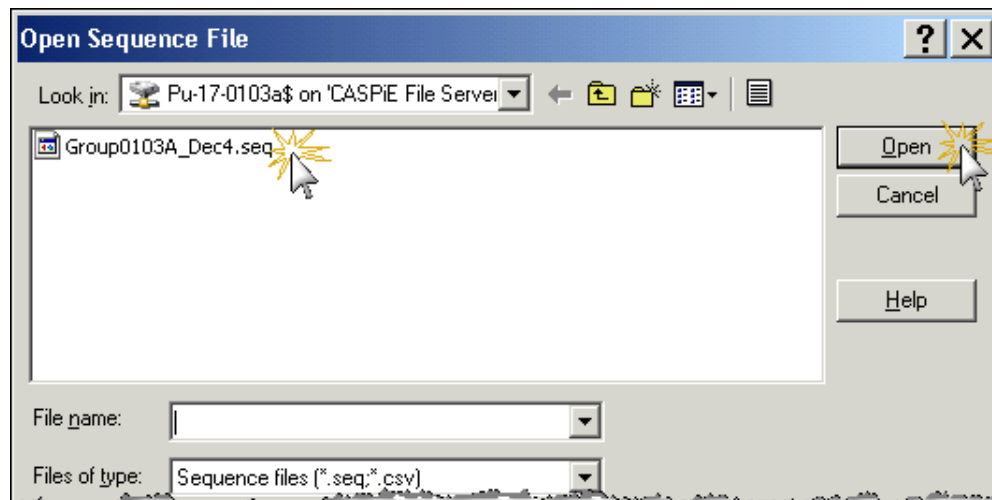 Open Sequence File
Look in: Pu-17-0103a$ on 'CASPiE File Server
Group0103A_Dec4.seq
Open
Cancel
Help
File name:
Files of type: Sequence files (*.seq;*.csv)